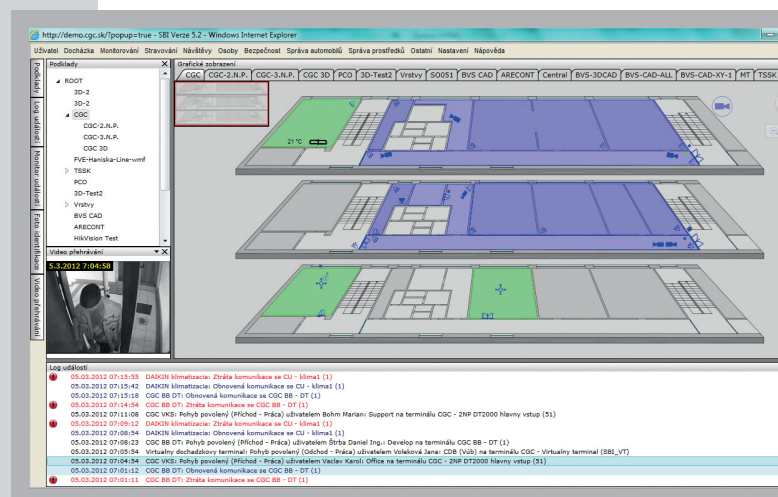 http://demo.cgc.sk/?popup=true - SBI Verze 5.2 - Windows Internet Explorer
Uživatel Docházka Monitorování Stravování Návštěvy Osoby Bezpečnost Správa automobilů Správa prostředků Ostatní Nastavení Nápověda
Podklady
Grafické zobrazení
CGC CGC-2.N.P. CGC-3.N.P. CGC 3D PCO 3D-Test2 Vrstvy S0051 BVS CAD ARECONT Central BVS-3DCAD BVS-CAD-ALL BVS-CAD-XY-1 MT TSSK
Podklady
Log událostí
Monitor událostí
Foto identifikace
Video přehrávání
ROOT
3D-2
3D-2
CGC
CGC-2.N.P.
CGC-3.N.P.
CGC 3D
FVE-Haniska-Line-wmf
TSSK
PCO
3D-Test2
Vrstvy
BVS CAD
ARECONT
HikVision Test
21 °C
Video přehrávání
5.3.2012 7:04:58
Log událostí
05.03.2012 07:15:55 DAIKIN klimatizacia: Ztráta komunikace se CU - klima1 (1)
05.03.2012 07:15:42 DAIKIN klimatizacia: Obnovená komunikace se CU - klima1 (1)
05.03.2012 07:15:18 CGC BB DT: Obnovená komunikace se CGC BB - DT (1)
05.03.2012 07:14:54 CGC BB DT: Ztráta komunikace se CGC BB - DT (1)
05.03.2012 07:11:08 CGC VKS: Pohyb povolený (Příchod - Práca) uživatelem Bohm Marian: Support na terminálu CGC - 2NP DT2000 hlavny vstup (51)
05.03.2012 07:09:12 DAIKIN klimatizacia: Ztráta komunikace se CU - klima1 (1)
05.03.2012 07:08:54 DAIKIN klimatizacia: Obnovená komunikace se CU - klima1 (1)
05.03.2012 07:08:23 CGC BB DT: Pohyb povolený (Příchod - Práca) uživatelem Štrba Daniel Ing.: Develop na terminálu CGC BB - DT (1)
05.03.2012 07:05:54 Virtualny dochadzkovy terminal: Pohyb povolený (Odchod - Práca) uživatelem Voleková Jana: CDB (Vúb) na terminálu CGC - Virtualny terminal (SBI_VT)
05.03.2012 07:04:54 CGC VKS: Pohyb povolený (Příchod - Práca) uživatelem Vaclav Karol: Office na terminálu CGC - 2NP DT2000 hlavny vstup (51)
05.03.2012 07:01:12 CGC BB DT: Obnovená komunikace se CGC BB - DT (1)
05.03.2012 07:01:11 CGC BB DT: Ztráta komunikace se CGC BB - DT (1)